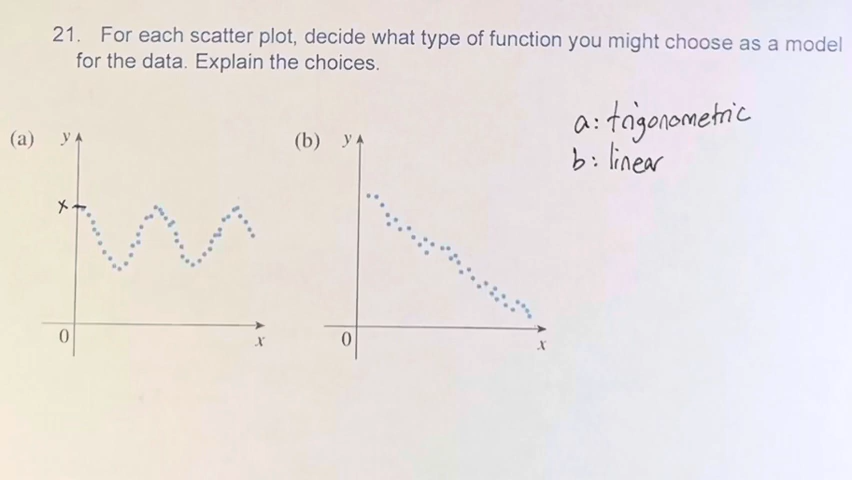 21. For each scatter plot, decide what type of function you might choose as a model
for the data. Explain the choices.
a: trigonometric
b: linear
(a) y
x
0
x
(b) y
0
x